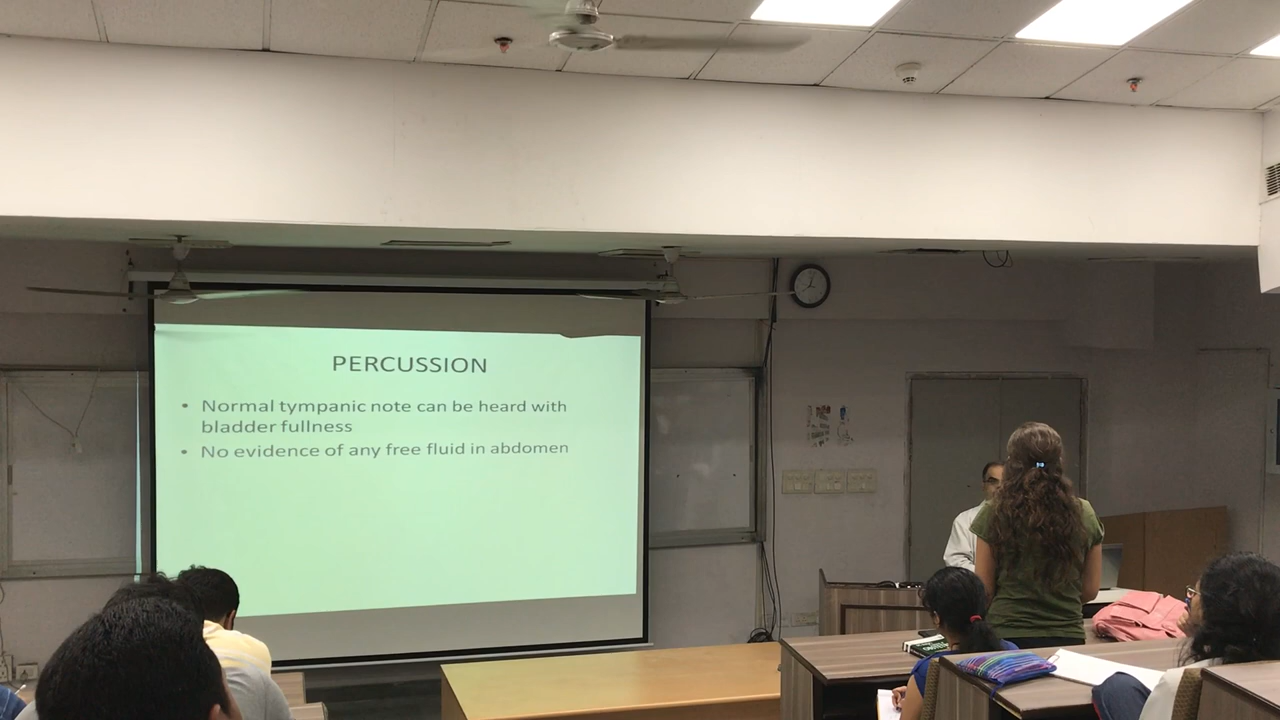 PERCUSSION
• Normal tympanic note can be heard with
bladder fullness
• No evidence of any free fluid in abdomen